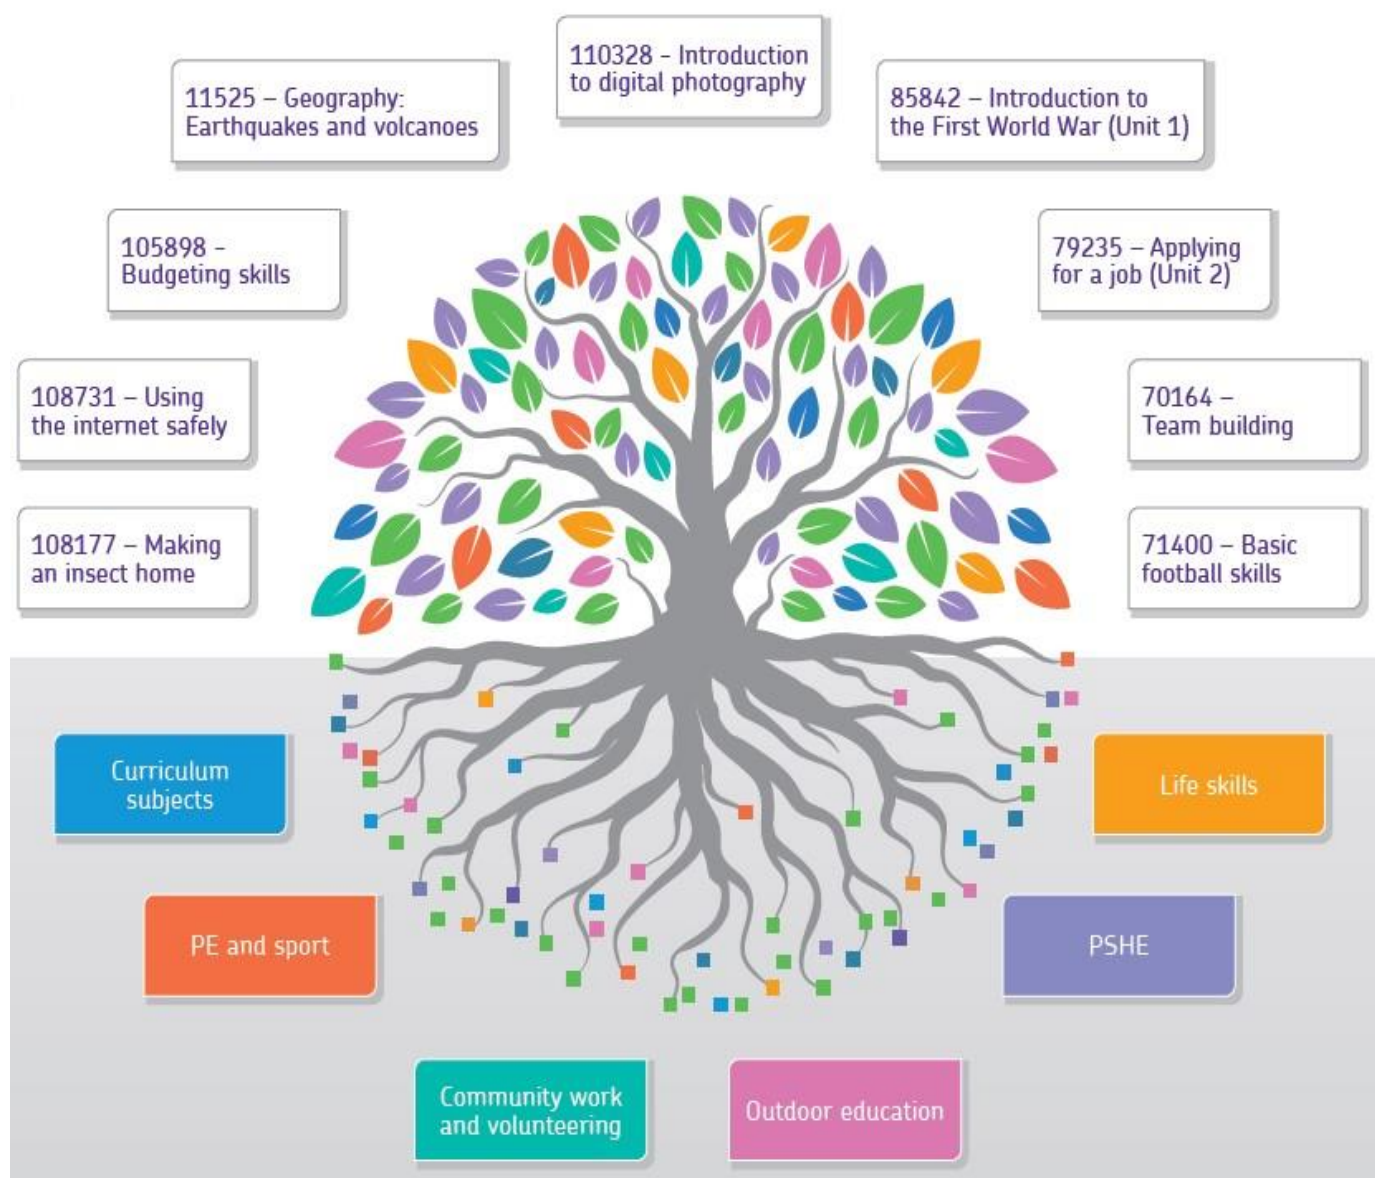 110328 - Introduction
to digital photography
11525 – Geography:
Earthquakes and volcanoes
85842 – Introduction to
the First World War (Unit 1)
105898 -
Budgeting skills
79235 – Applying
for a job (Unit 2)
108731 – Using
the internet safely
70164 –
Team building
108177 – Making
an insect home
71400 – Basic
football skills
Curriculum
subjects
Life skills
PE and sport
PSHE
Community work
and volunteering
Outdoor education